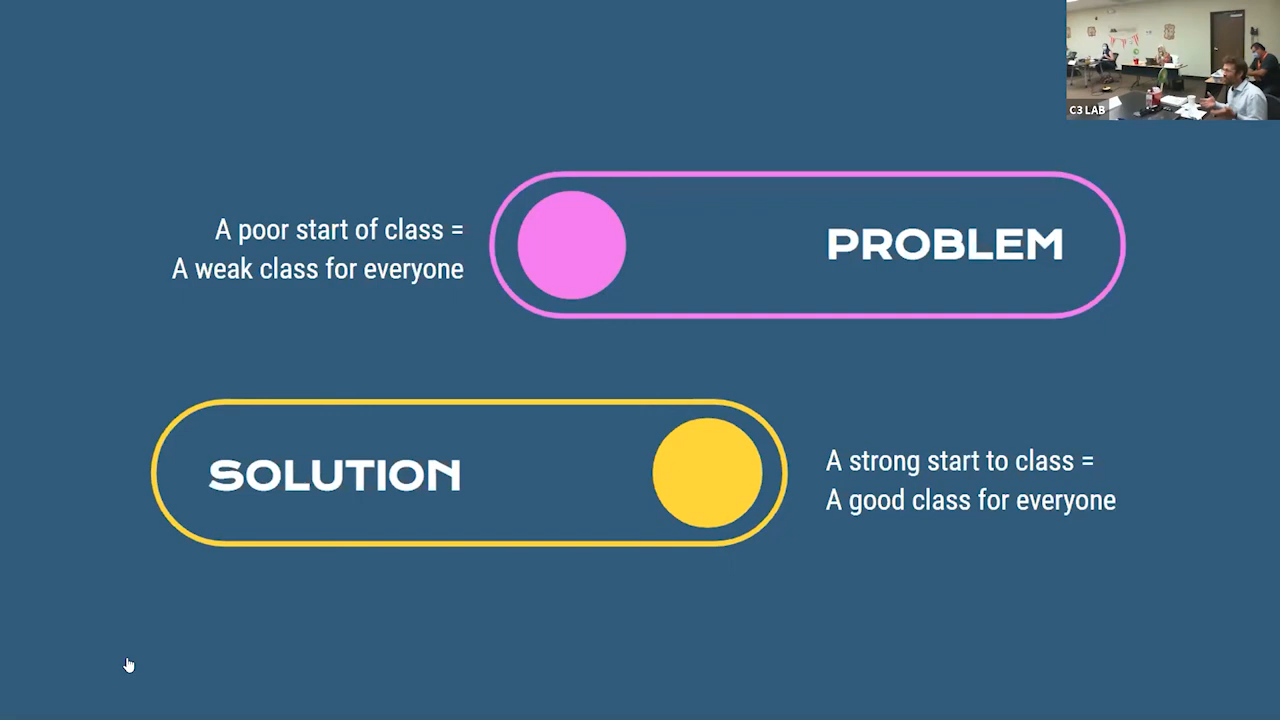 C3 LAB
A poor start of class =
A weak class for everyone
PROBLEM
SOLUTION
A strong start to class =
A good class for everyone